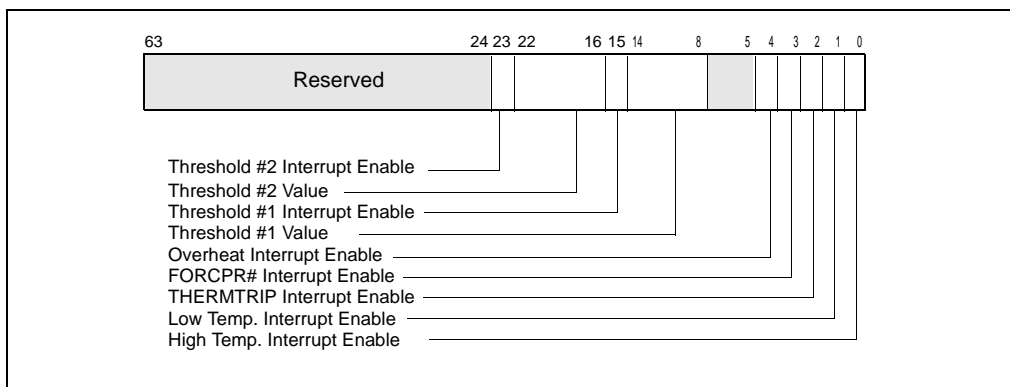 63 24 23 22 16 15 14 8 5 4 3 2 1 0
Reserved
Threshold #2 Interrupt Enable
Threshold #2 Value
Threshold #1 Interrupt Enable
Threshold #1 Value
Overheat Interrupt Enable
FORCPR# Interrupt Enable
THERMTRIP Interrupt Enable
Low Temp. Interrupt Enable
High Temp. Interrupt Enable